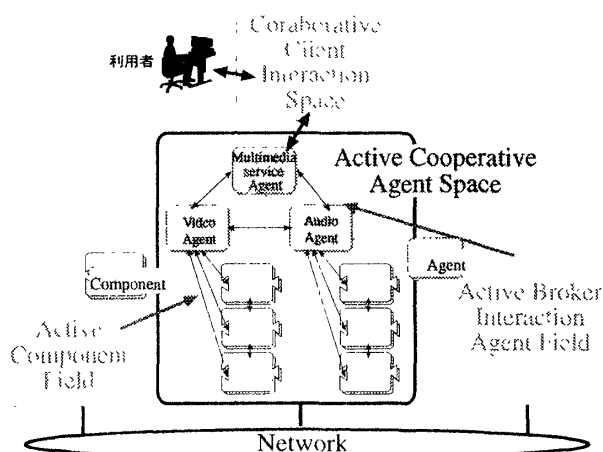 利用者
Coraborative
Client
Interaction
Space
Multimedia
service
Agent
Active Cooperative
Agent Space
Video
Agent
Audio
Agent
Component
Agent
Active
Component
Field
Active Broker
Interaction
Agent Field
Network